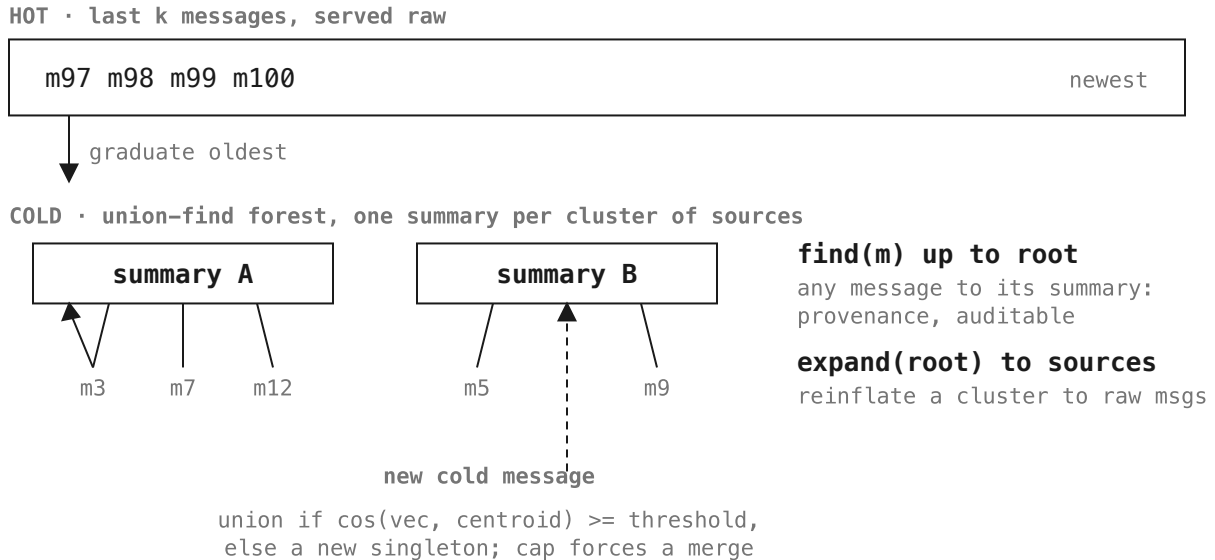 HOT · last k messages, served raw
m97 m98 m99 m100
newest
graduate oldest
COLD · union-find forest, one summary per cluster of sources
summary A
summary B
m3
m7
m12
m5
m9
find(m) up to root
any message to its summary:
provenance, auditable
expand(root) to sources
reinflate a cluster to raw msgs
new cold message
union if cos(vec, centroid) >= threshold,
else a new singleton; cap forces a merge